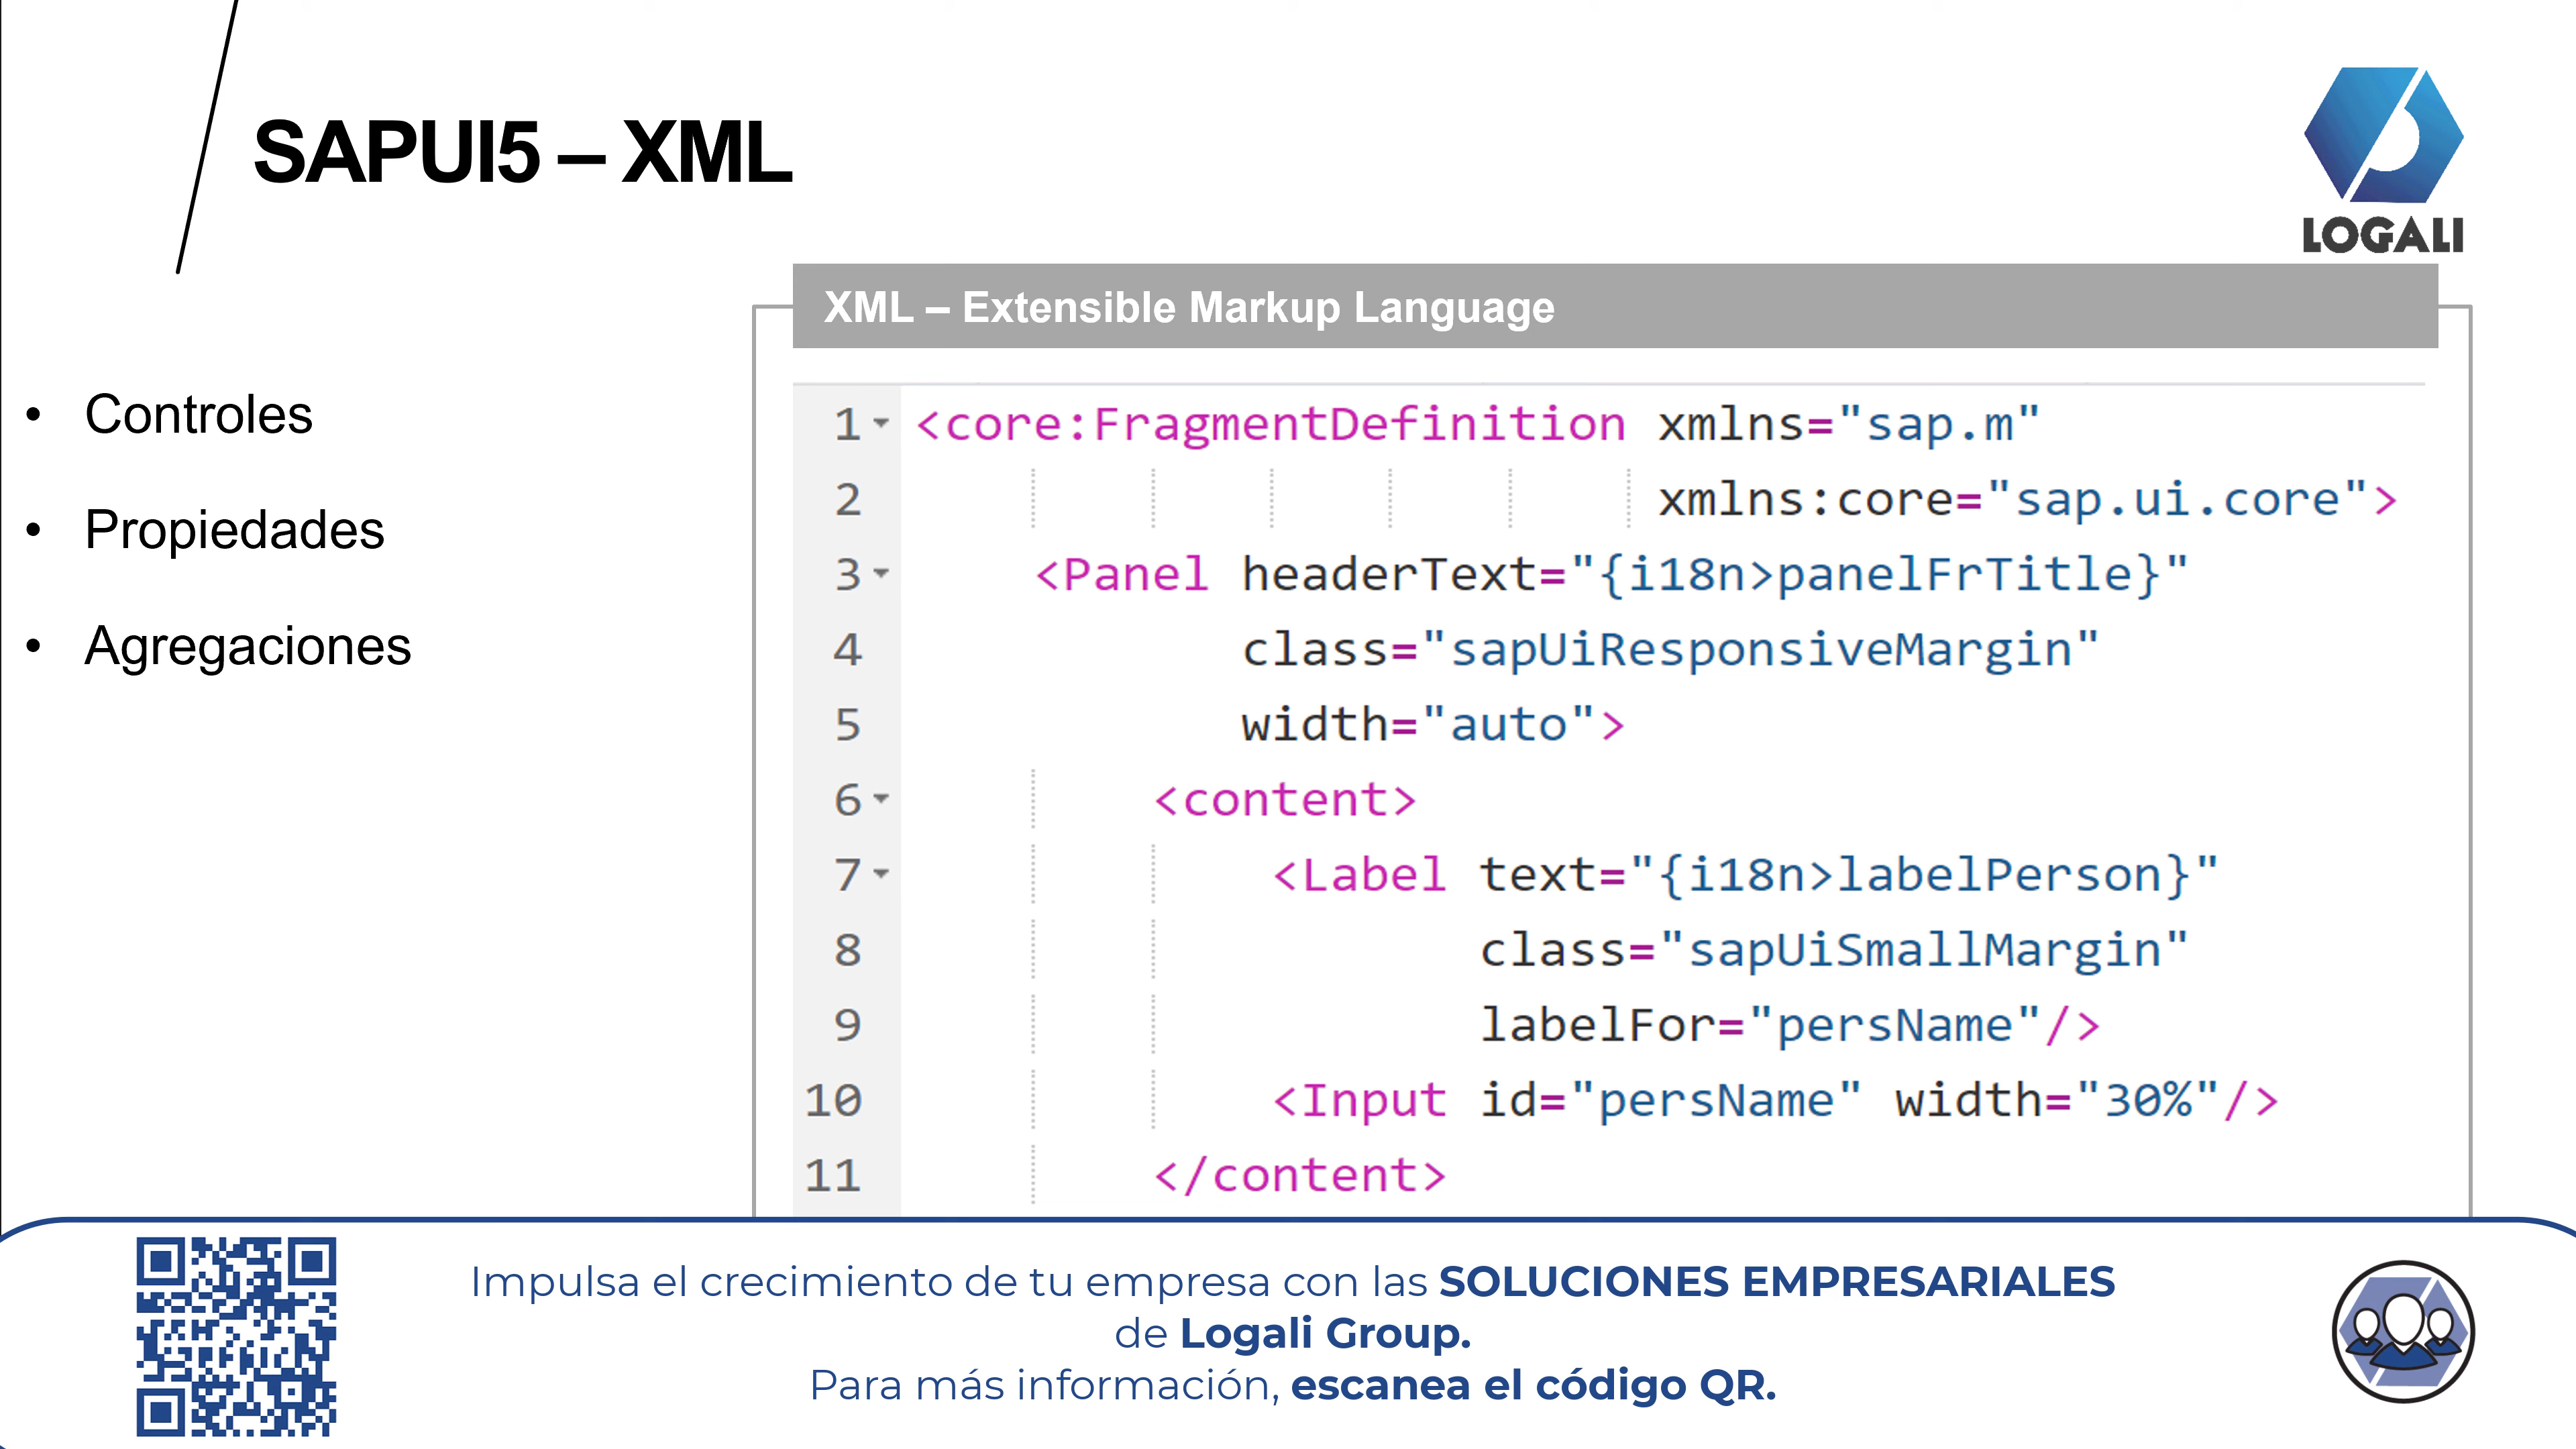 SAPUI5 – XML
LOGALI
XML – Extensible Markup Language
• Controles
• Propiedades
• Agregaciones
1 <core:FragmentDefinition xmlns="sap.m"
2 xmlns:core="sap.ui.core">
3 <Panel headerText="{i18n>panelFrTitle}"
4 class="sapUiResponsiveMargin"
5 width="auto">
6 <content>
7 <Label text="{i18n>labelPerson}"
8 class="sapUiSmallMargin"
9 labelFor="persName"/>
10 <Input id="persName" width="30%"/>
11 </content>
Impulsa el crecimiento de tu empresa con las SOLUCIONES EMPRESARIALES
de Logali Group.
Para más información, escanea el código QR.